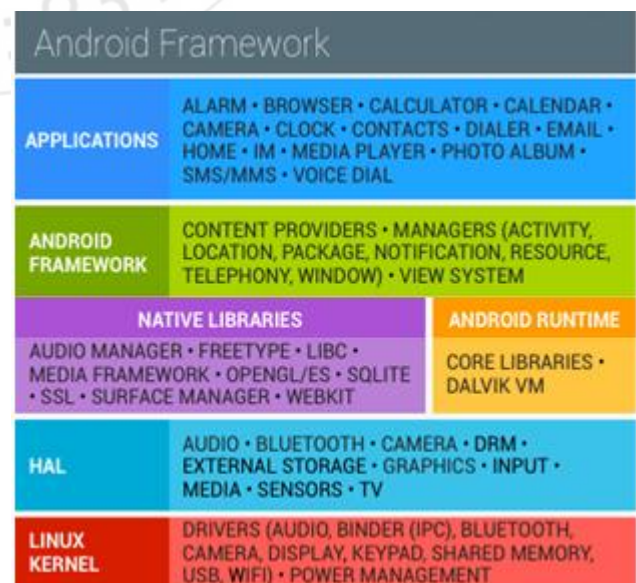 Android Framework
APPLICATIONS
ALARM • BROWSER • CALCULATOR • CALENDAR •
CAMERA • CLOCK • CONTACTS • DIALER • EMAIL •
HOME • IM • MEDIA PLAYER • PHOTO ALBUM •
SMS/MMS • VOICE DIAL
ANDROID
FRAMEWORK
CONTENT PROVIDERS • MANAGERS (ACTIVITY,
LOCATION, PACKAGE, NOTIFICATION, RESOURCE,
TELEPHONY, WINDOW) • VIEW SYSTEM
NATIVE LIBRARIES
AUDIO MANAGER • FREETYPE • LIBC •
MEDIA FRAMEWORK • OPENGL/ES • SQLITE
• SSL • SURFACE MANAGER • WEBKIT
ANDROID RUNTIME
CORE LIBRARIES •
DALVIK VM
HAL
AUDIO • BLUETOOTH • CAMERA • DRM •
EXTERNAL STORAGE • GRAPHICS • INPUT •
MEDIA • SENSORS • TV
LINUX
KERNEL
DRIVERS (AUDIO, BINDER (IPC), BLUETOOTH,
CAMERA, DISPLAY, KEYPAD, SHARED MEMORY,
USB, WIFI) • POWER MANAGEMENT